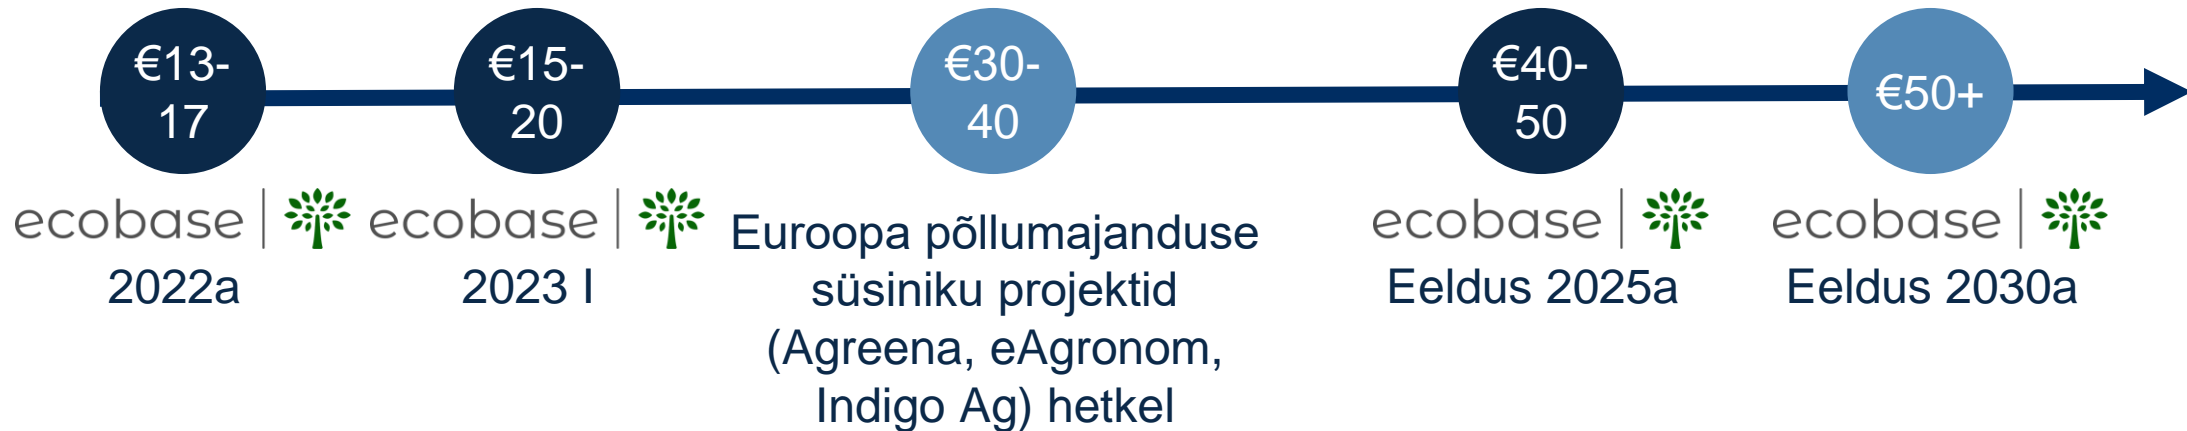 €13-
17
€15-
20
€30-
40
€40-
50
€50+
ecobase
2022a
ecobase
2023 I
Euroopa põllumajanduse
süsiniku projektid
(Agreena, eAgronom,
Indigo Ag) hetkel
ecobase
Eeldus 2025a
ecobase
Eeldus 2030a